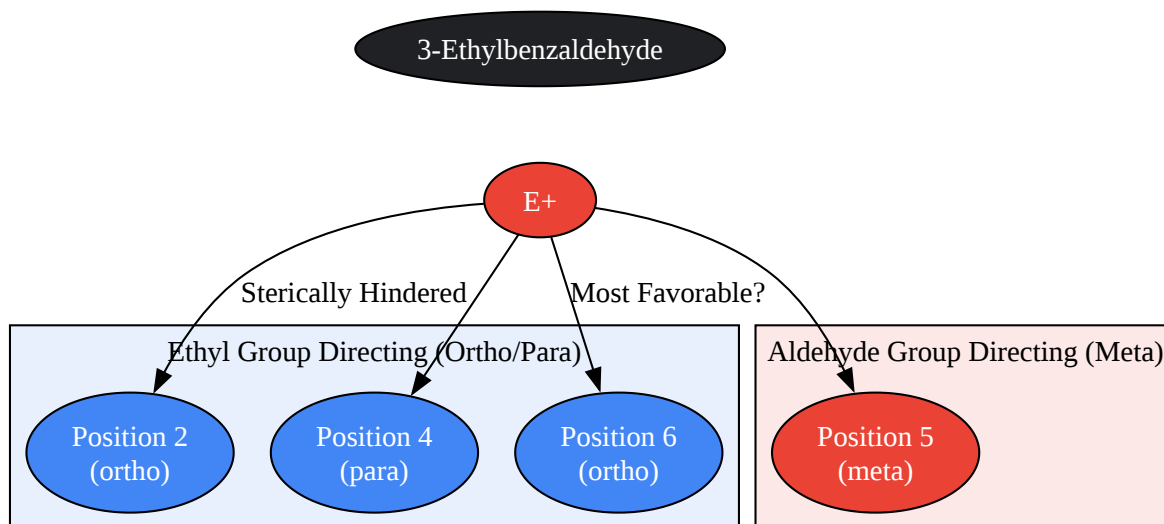 3-Ethylbenzaldehyde
E+
Sterically Hindered
Most Favorable?
Ethyl Group Directing (Ortho/Para)
Aldehyde Group Directing (Meta)
Position 2
(ortho)
Position 4
(para)
Position 6
(ortho)
Position 5
(meta)